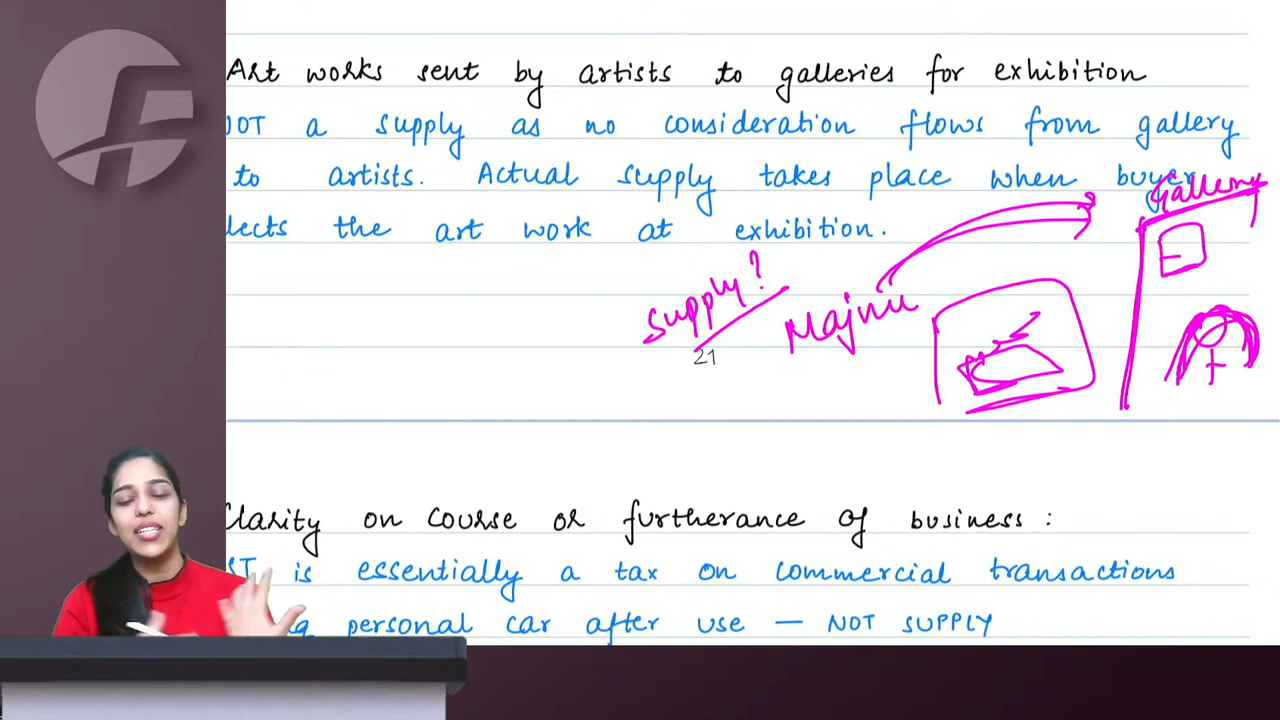 Art works sent by artists to galleries for exhibition
NOT a supply as no consideration flows from gallery
to artists. Actual supply takes place when buyer
lects the art work at exhibition.
Gallery
Supply?
Majnu
21
Clarity on course or furtherance of business :
ST is essentially a tax on commercial transactions
personal car after use — NOT SUPPLY